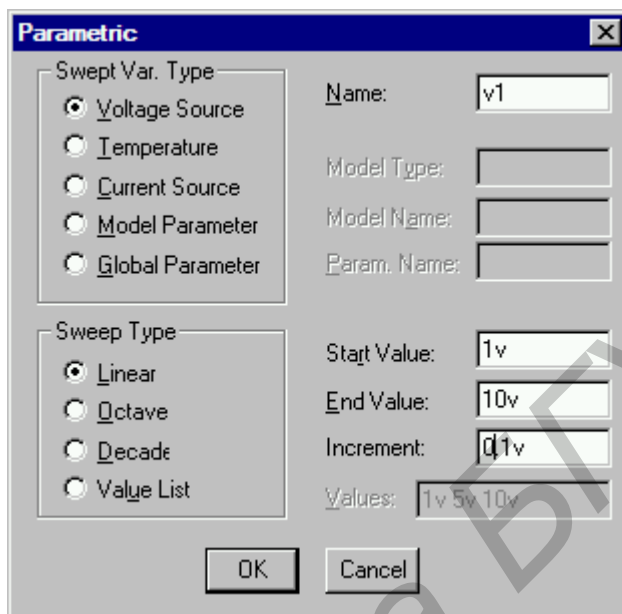 Parametric
Swept Var. Type
Voltage Source
Temperature
Current Source
Model Parameter
Global Parameter
Name: v1
Model Type:
Model Name:
Param. Name:
Sweep Type
Linear
Octave
Decade
Value List
Start Value: 1v
End Value: 10v
Increment: 0.1v
Values: 1v 5v 10v
OK Cancel
БГУ